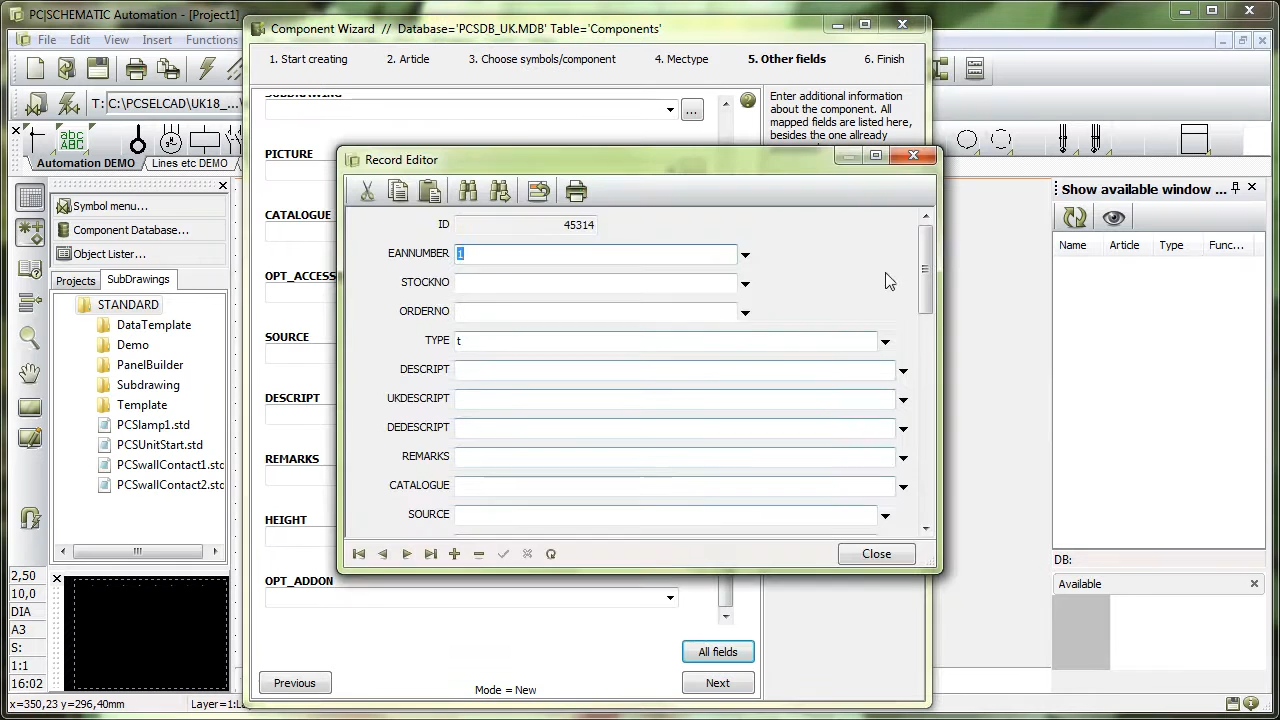 PC|SCHEMATIC Automation - [Project1]
File Edit View Insert Functions
T: C:\PCSELCAD\UK18_...
Automation DEMO
Lines etc DEMO
Symbol menu...
Component Database...
Object Lister...
Projects
SubDrawings
STANDARD
DataTemplate
Demo
PanelBuilder
Subdrawing
Template
PCSlamp1.std
PCSUnitStart.std
PCSwallContact1.std
PCSwallContact2.std
2,50
10,0
DIA
A3
S:
1:1
16:02
x=350,23 y=296,40mm
Component Wizard // Database='PCSDB_UK.MDB' Table='Components'
1. Start creating
2. Article
3. Choose symbols/component
4. Mectype
5. Other fields
6. Finish
SUBDRAWING
PICTURE
CATALOGUE
OPT_ACCESS
SOURCE
DESCRIPT
REMARKS
HEIGHT
OPT_ADDON
Enter additional information
about the component. All
mapped fields are listed here,
besides the one allready
All fields
Previous
Mode = New
Next
Record Editor
ID 45314
EANNUMBER 1
STOCKNO
ORDERNO
TYPE t
DESCRIPT
UKDESCRIPT
DEDESCRIPT
REMARKS
CATALOGUE
SOURCE
Close
Show available window ...
Name Article Type Func...
DB:
Available